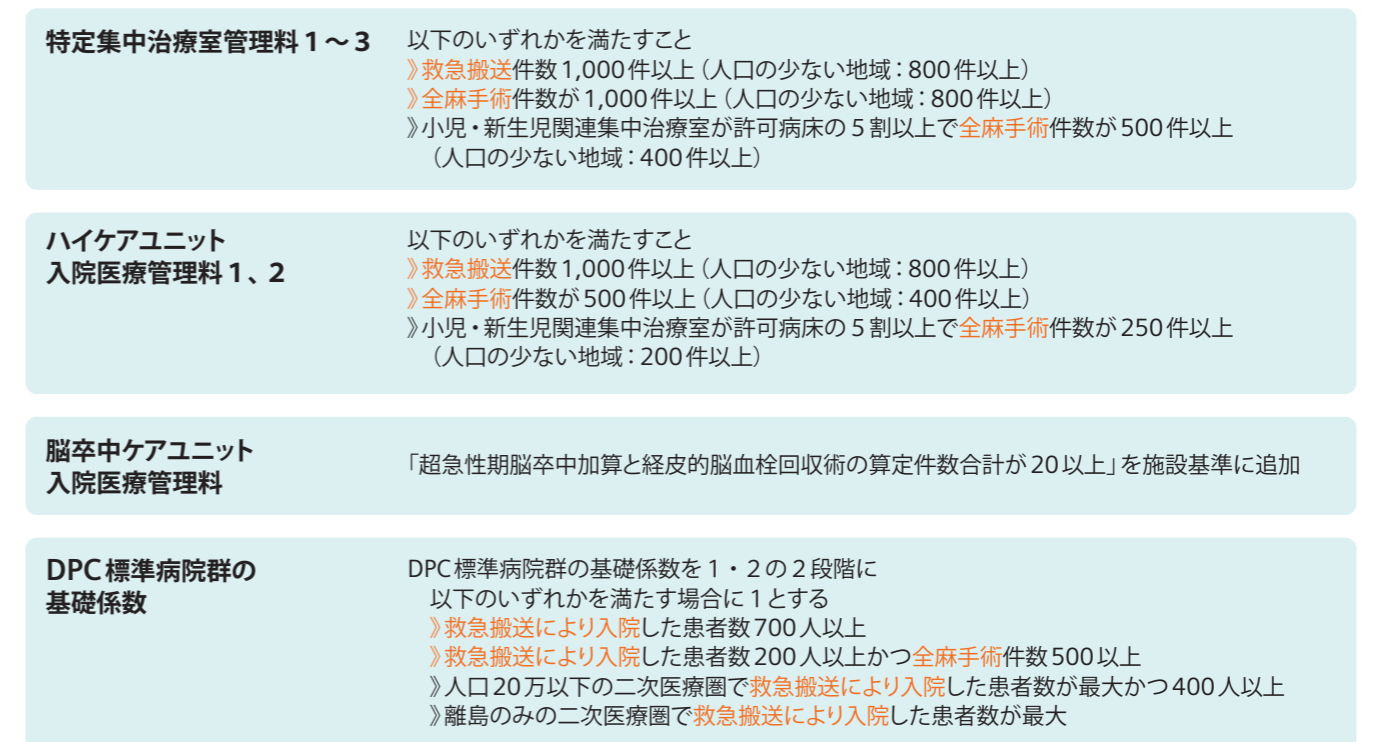 特定集中治療室管理料1～3
以下のいずれかを満たすこと
》救急搬送件数1,000件以上（人口の少ない地域：800件以上）
》全麻手術件数が1,000件以上（人口の少ない地域：800件以上）
》小児・新生児関連集中治療室が許可病床の5割以上で全麻手術件数が500件以上
（人口の少ない地域：400件以上）
ハイケアユニット
入院医療管理料1、2
以下のいずれかを満たすこと
》救急搬送件数1,000件以上（人口の少ない地域：800件以上）
》全麻手術件数が500件以上（人口の少ない地域：400件以上）
》小児・新生児関連集中治療室が許可病床の5割以上で全麻手術件数が250件以上
（人口の少ない地域：200件以上）
脳卒中ケアユニット
入院医療管理料
「超急性期脳卒中加算と経皮的脳血栓回収術の算定件数合計が20以上」を施設基準に追加
DPC標準病院群の
基礎係数
DPC標準病院群の基礎係数を1・2の2段階に
以下のいずれかを満たす場合に1とする
》救急搬送により入院した患者数700人以上
》救急搬送により入院した患者数200人以上かつ全麻手術件数500以上
》人口20万以下の二次医療圏で救急搬送により入院した患者数が最大かつ400人以上
》離島のみの二次医療圏で救急搬送により入院した患者数が最大